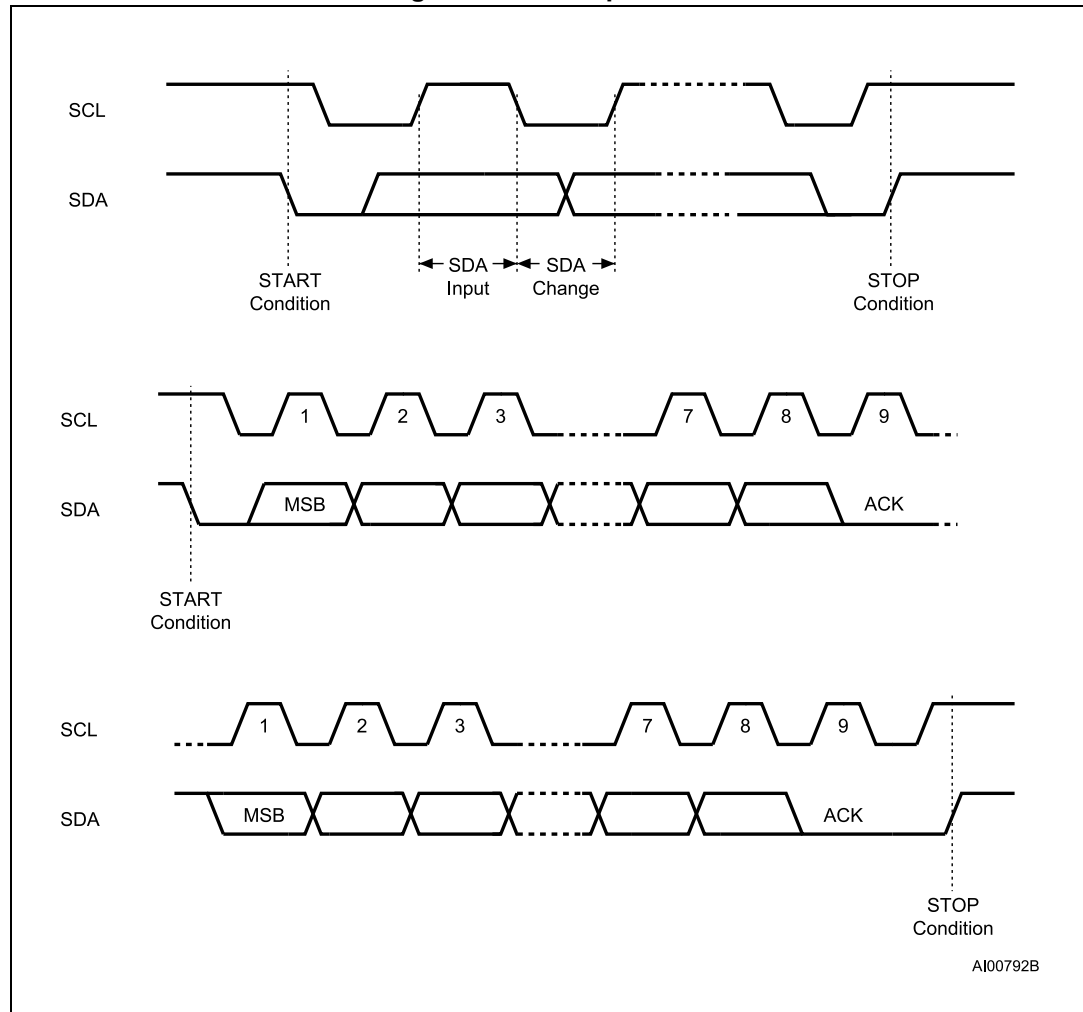 SCL
SDA
START
Condition
SDA
Input
SDA
Change
STOP
Condition
SCL
1 2 3 7 8 9
SDA
MSB ACK
START
Condition
SCL
1 2 3 7 8 9
SDA
MSB ACK
STOP
Condition
AI00792B